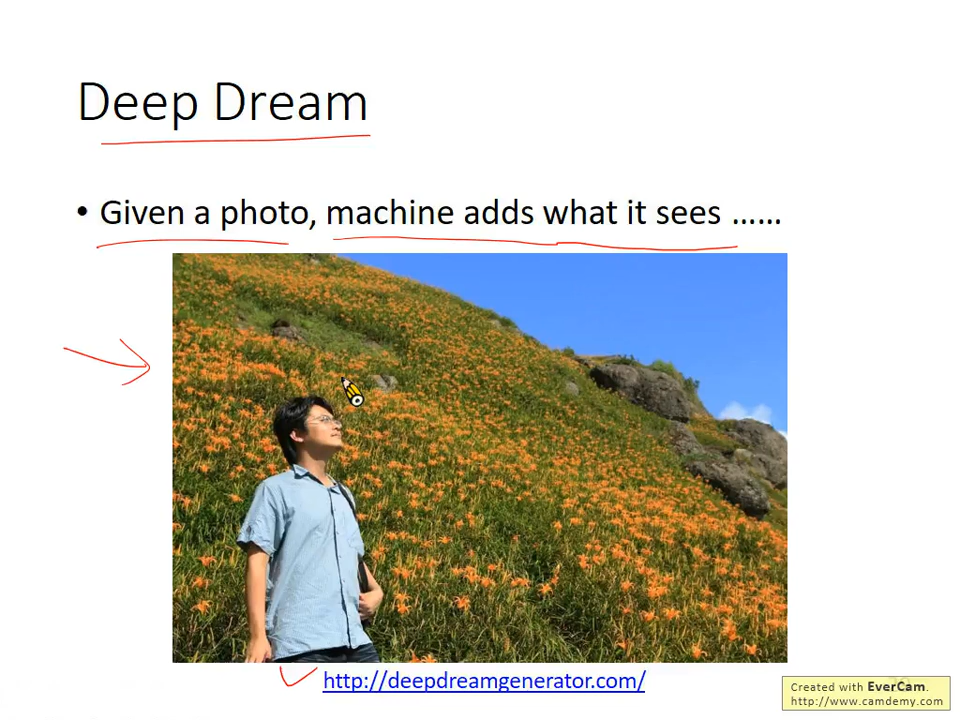 Deep Dream
• Given a photo, machine adds what it sees ……
http://deepdreamgenerator.com/
Created with EverCam.
http://www.camdemy.com